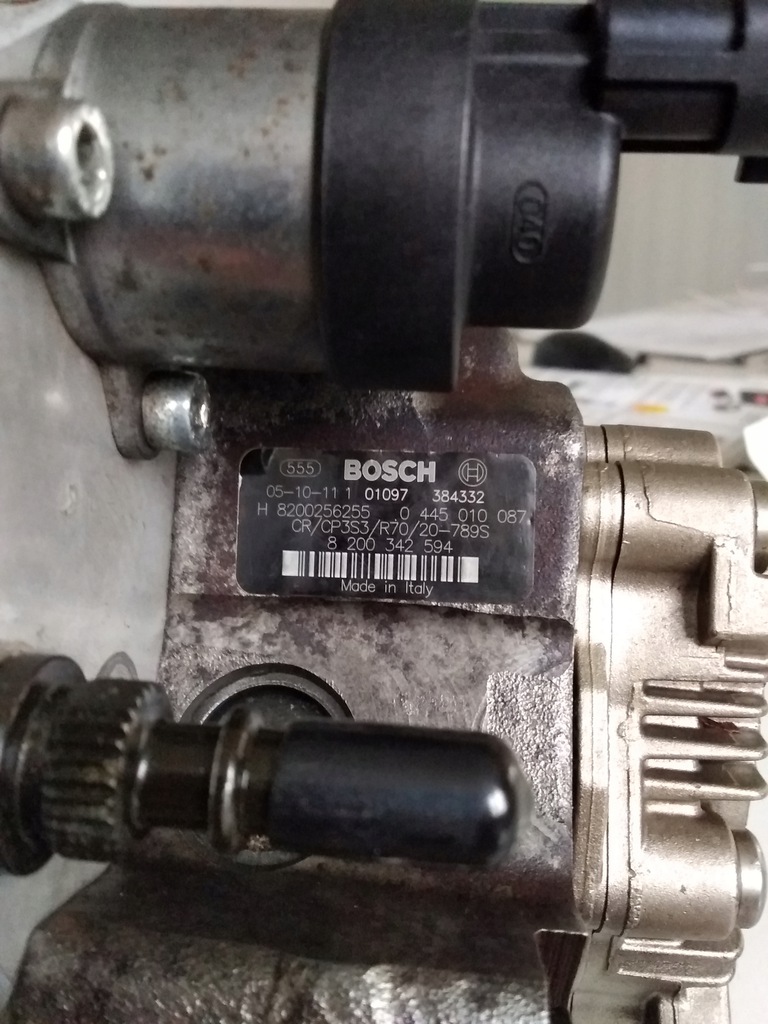 040
555 BOSCH H
05-10-11 1 01097 384332
H 8200256255 0 445 010 087
CR/CP3S3/R70/20-789S
8 200 342 594
Made in Italy